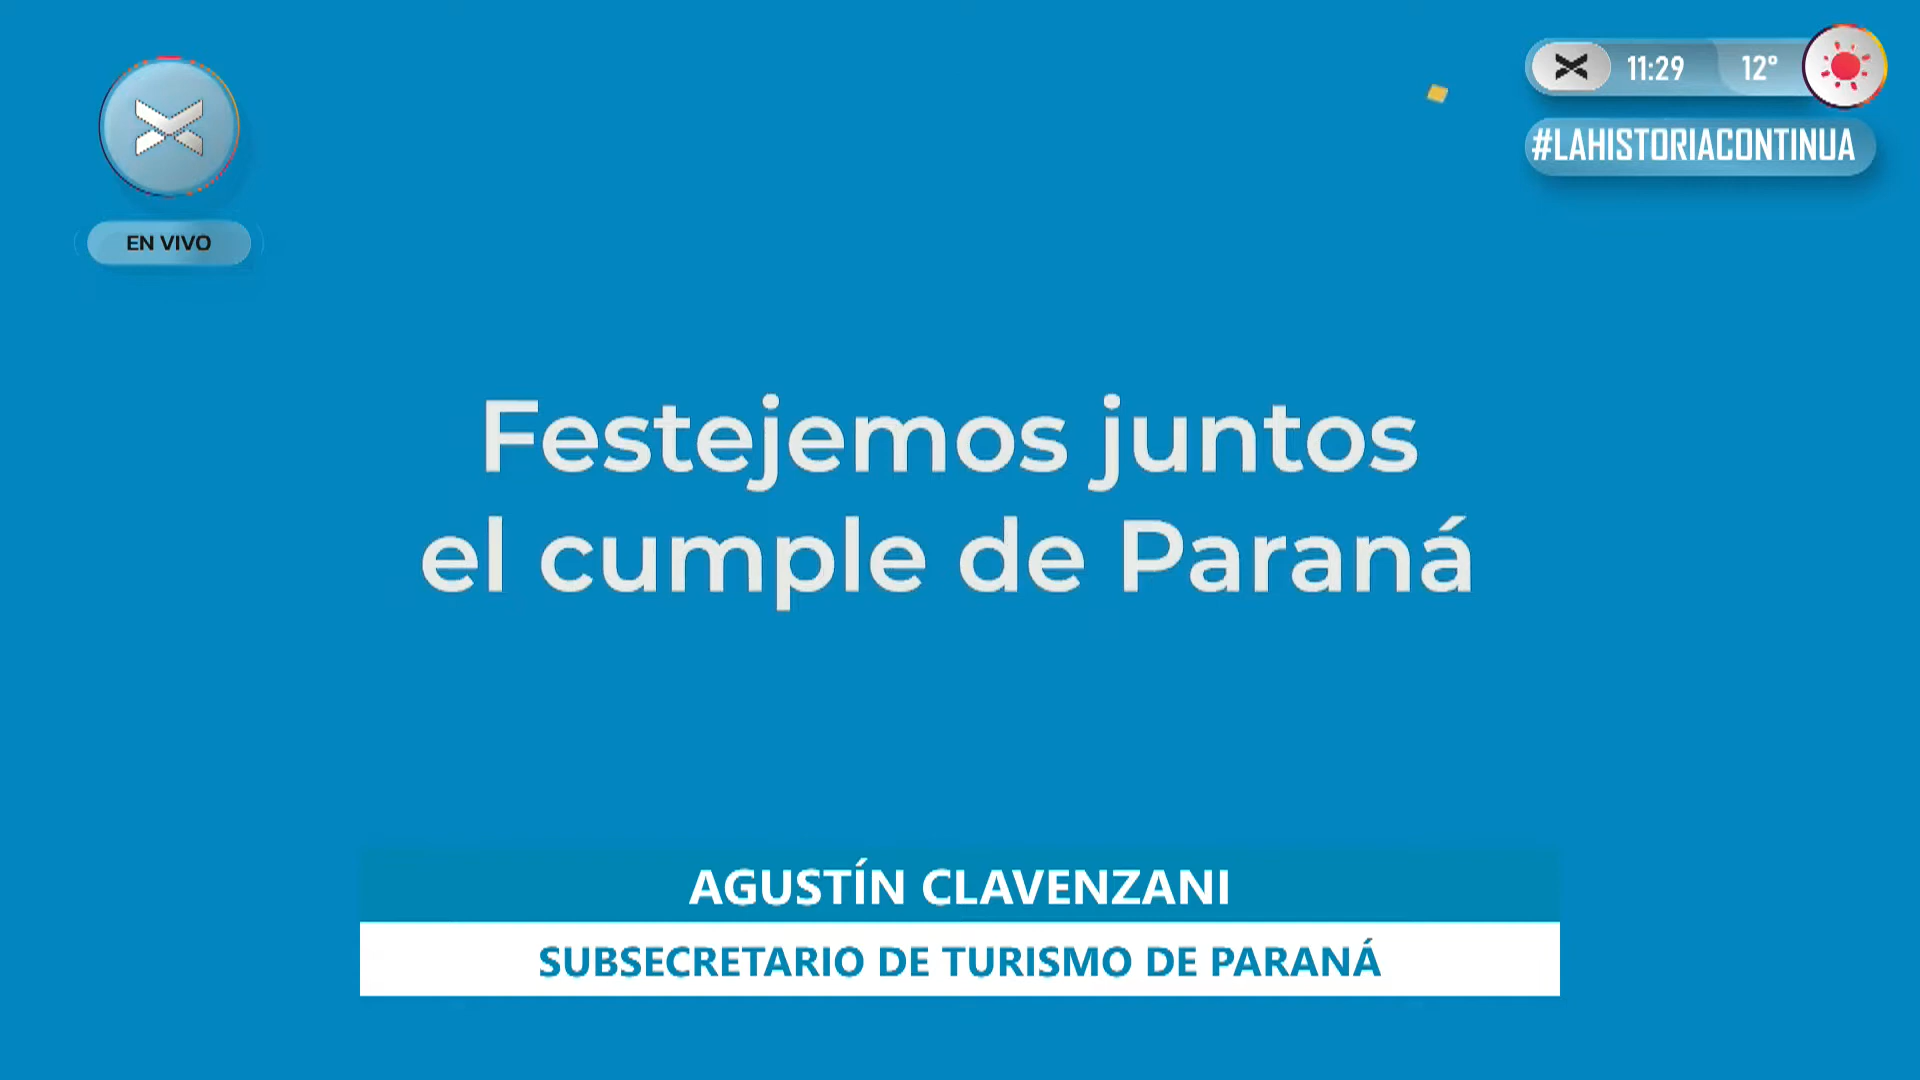 EN VIVO
11:29 12°
#LAHISTORIACONTINUA
Festejemos juntos
el cumple de Paraná
AGUSTÍN CLAVENZANI
SUBSECRETARIO DE TURISMO DE PARANÁ